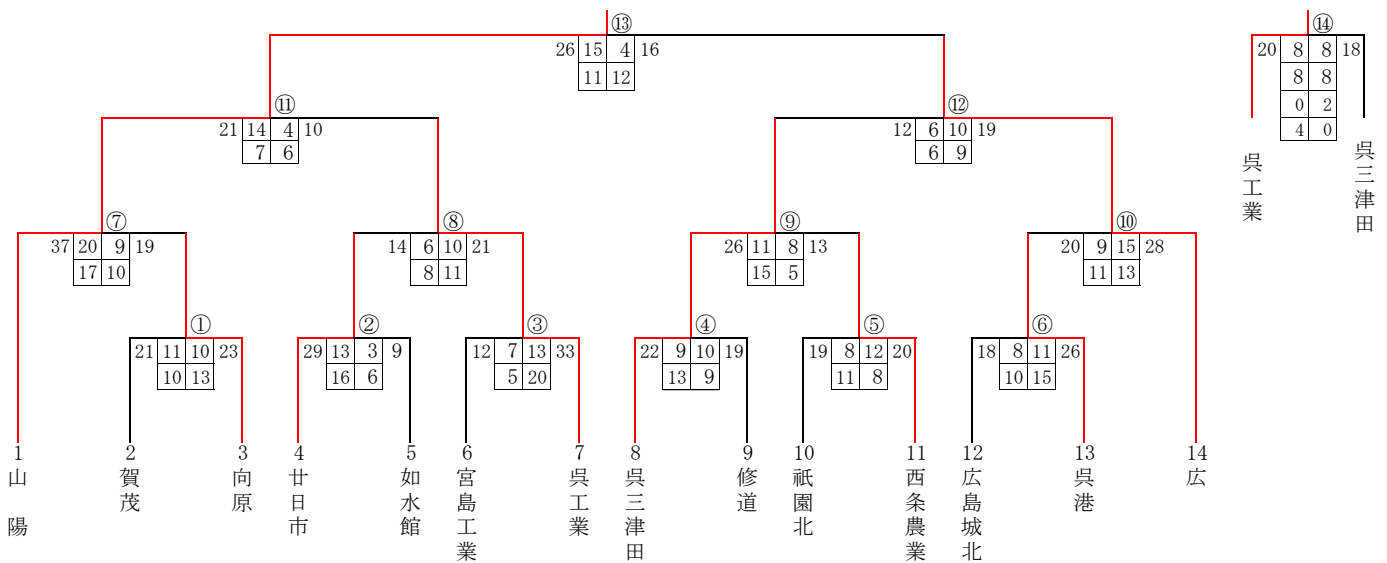 ⑬ ⑭
26 15 4 16
11 12
20 8 8 18
8 8
0 2
4 0
呉工業 呉三津田
⑪ ⑫
21 14 4 10
7 6
12 6 10 19
6 9
⑦ ⑧ ⑨ ⑩
37 20 9 19
17 10
14 6 10 21
8 11
26 11 8 13
15 5
20 9 15 28
11 13
① ② ③ ④ ⑤ ⑥
21 11 10 23
10 13
29 13 3 9
16 6
12 7 13 33
5 20
22 9 10 19
13 9
19 8 12 20
11 8
18 8 11 26
10 15
1 山陽
2 賀茂
3 向原
4 廿日市
5 如水館
6 宮島工業
7 呉工業
8 呉三津田
9 修道
10 祇園北
11 西条農業
12 広島城北
13 呉港
14 広